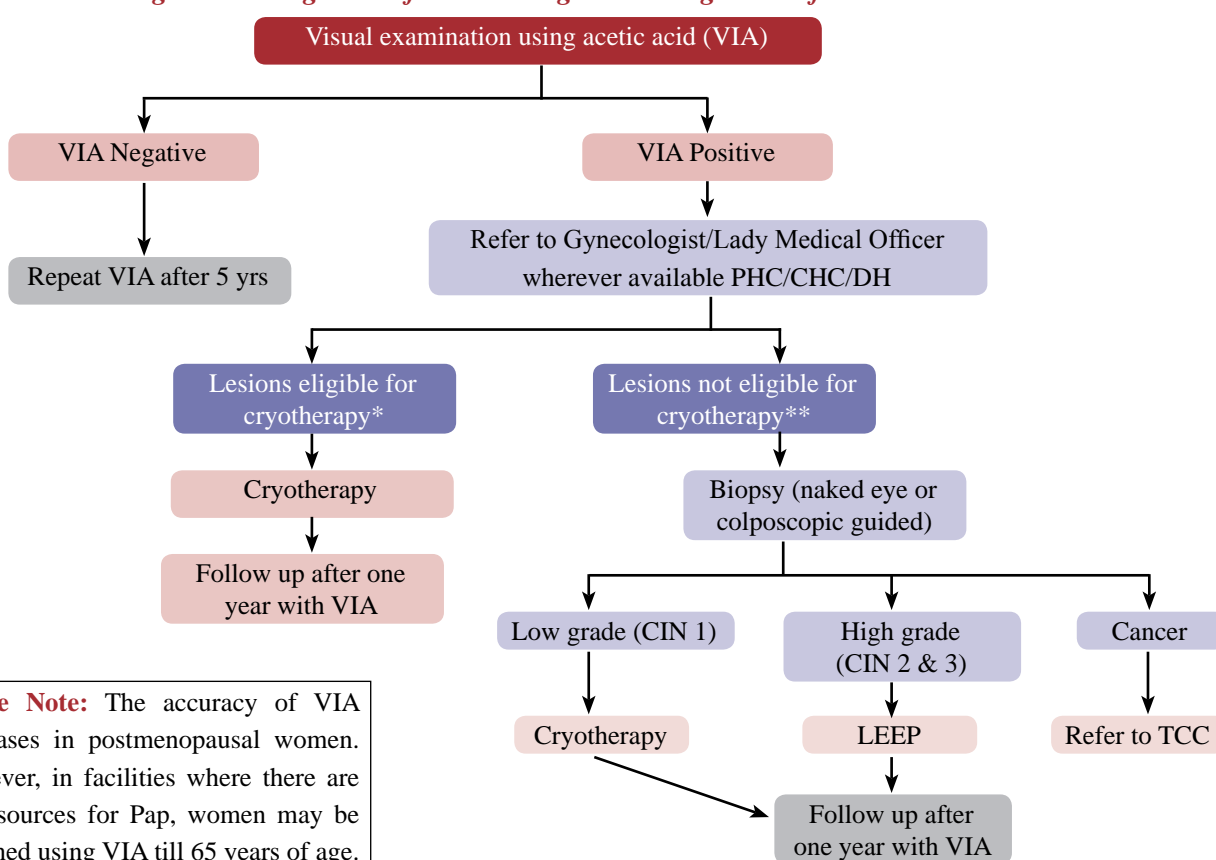 Visual examination using acetic acid (VIA)
VIA Negative
VIA Positive
Repeat VIA after 5 yrs
Refer to Gynecologist/Lady Medical Officer
wherever available PHC/CHC/DH
Lesions eligible for
cryotherapy*
Lesions not eligible for
cryotherapy**
Cryotherapy
Biopsy (naked eye or
colposcopic guided)
Follow up after one
year with VIA
Low grade (CIN 1)
High grade
(CIN 2 & 3)
Cancer
Cryotherapy
LEEP
Refer to TCC
Follow up after
one year with VIA
Note: The accuracy of VIA
in postmenopausal women.
in facilities where there are
for Pap, women may be
using VIA till 65 years of age.